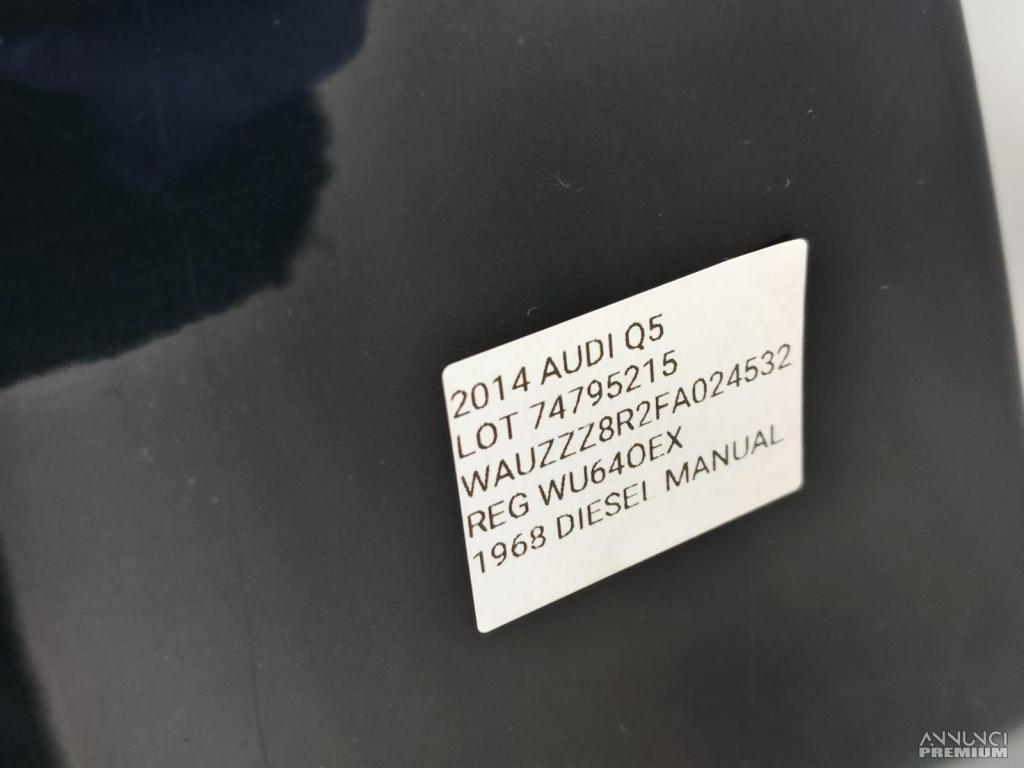 2014 AUDI Q5
LOT 74795215
WAUZZZ8R2FA024532
REG WU64OEX
1968 DIESEL MANUAL
ANNUNCI
PREMIUM